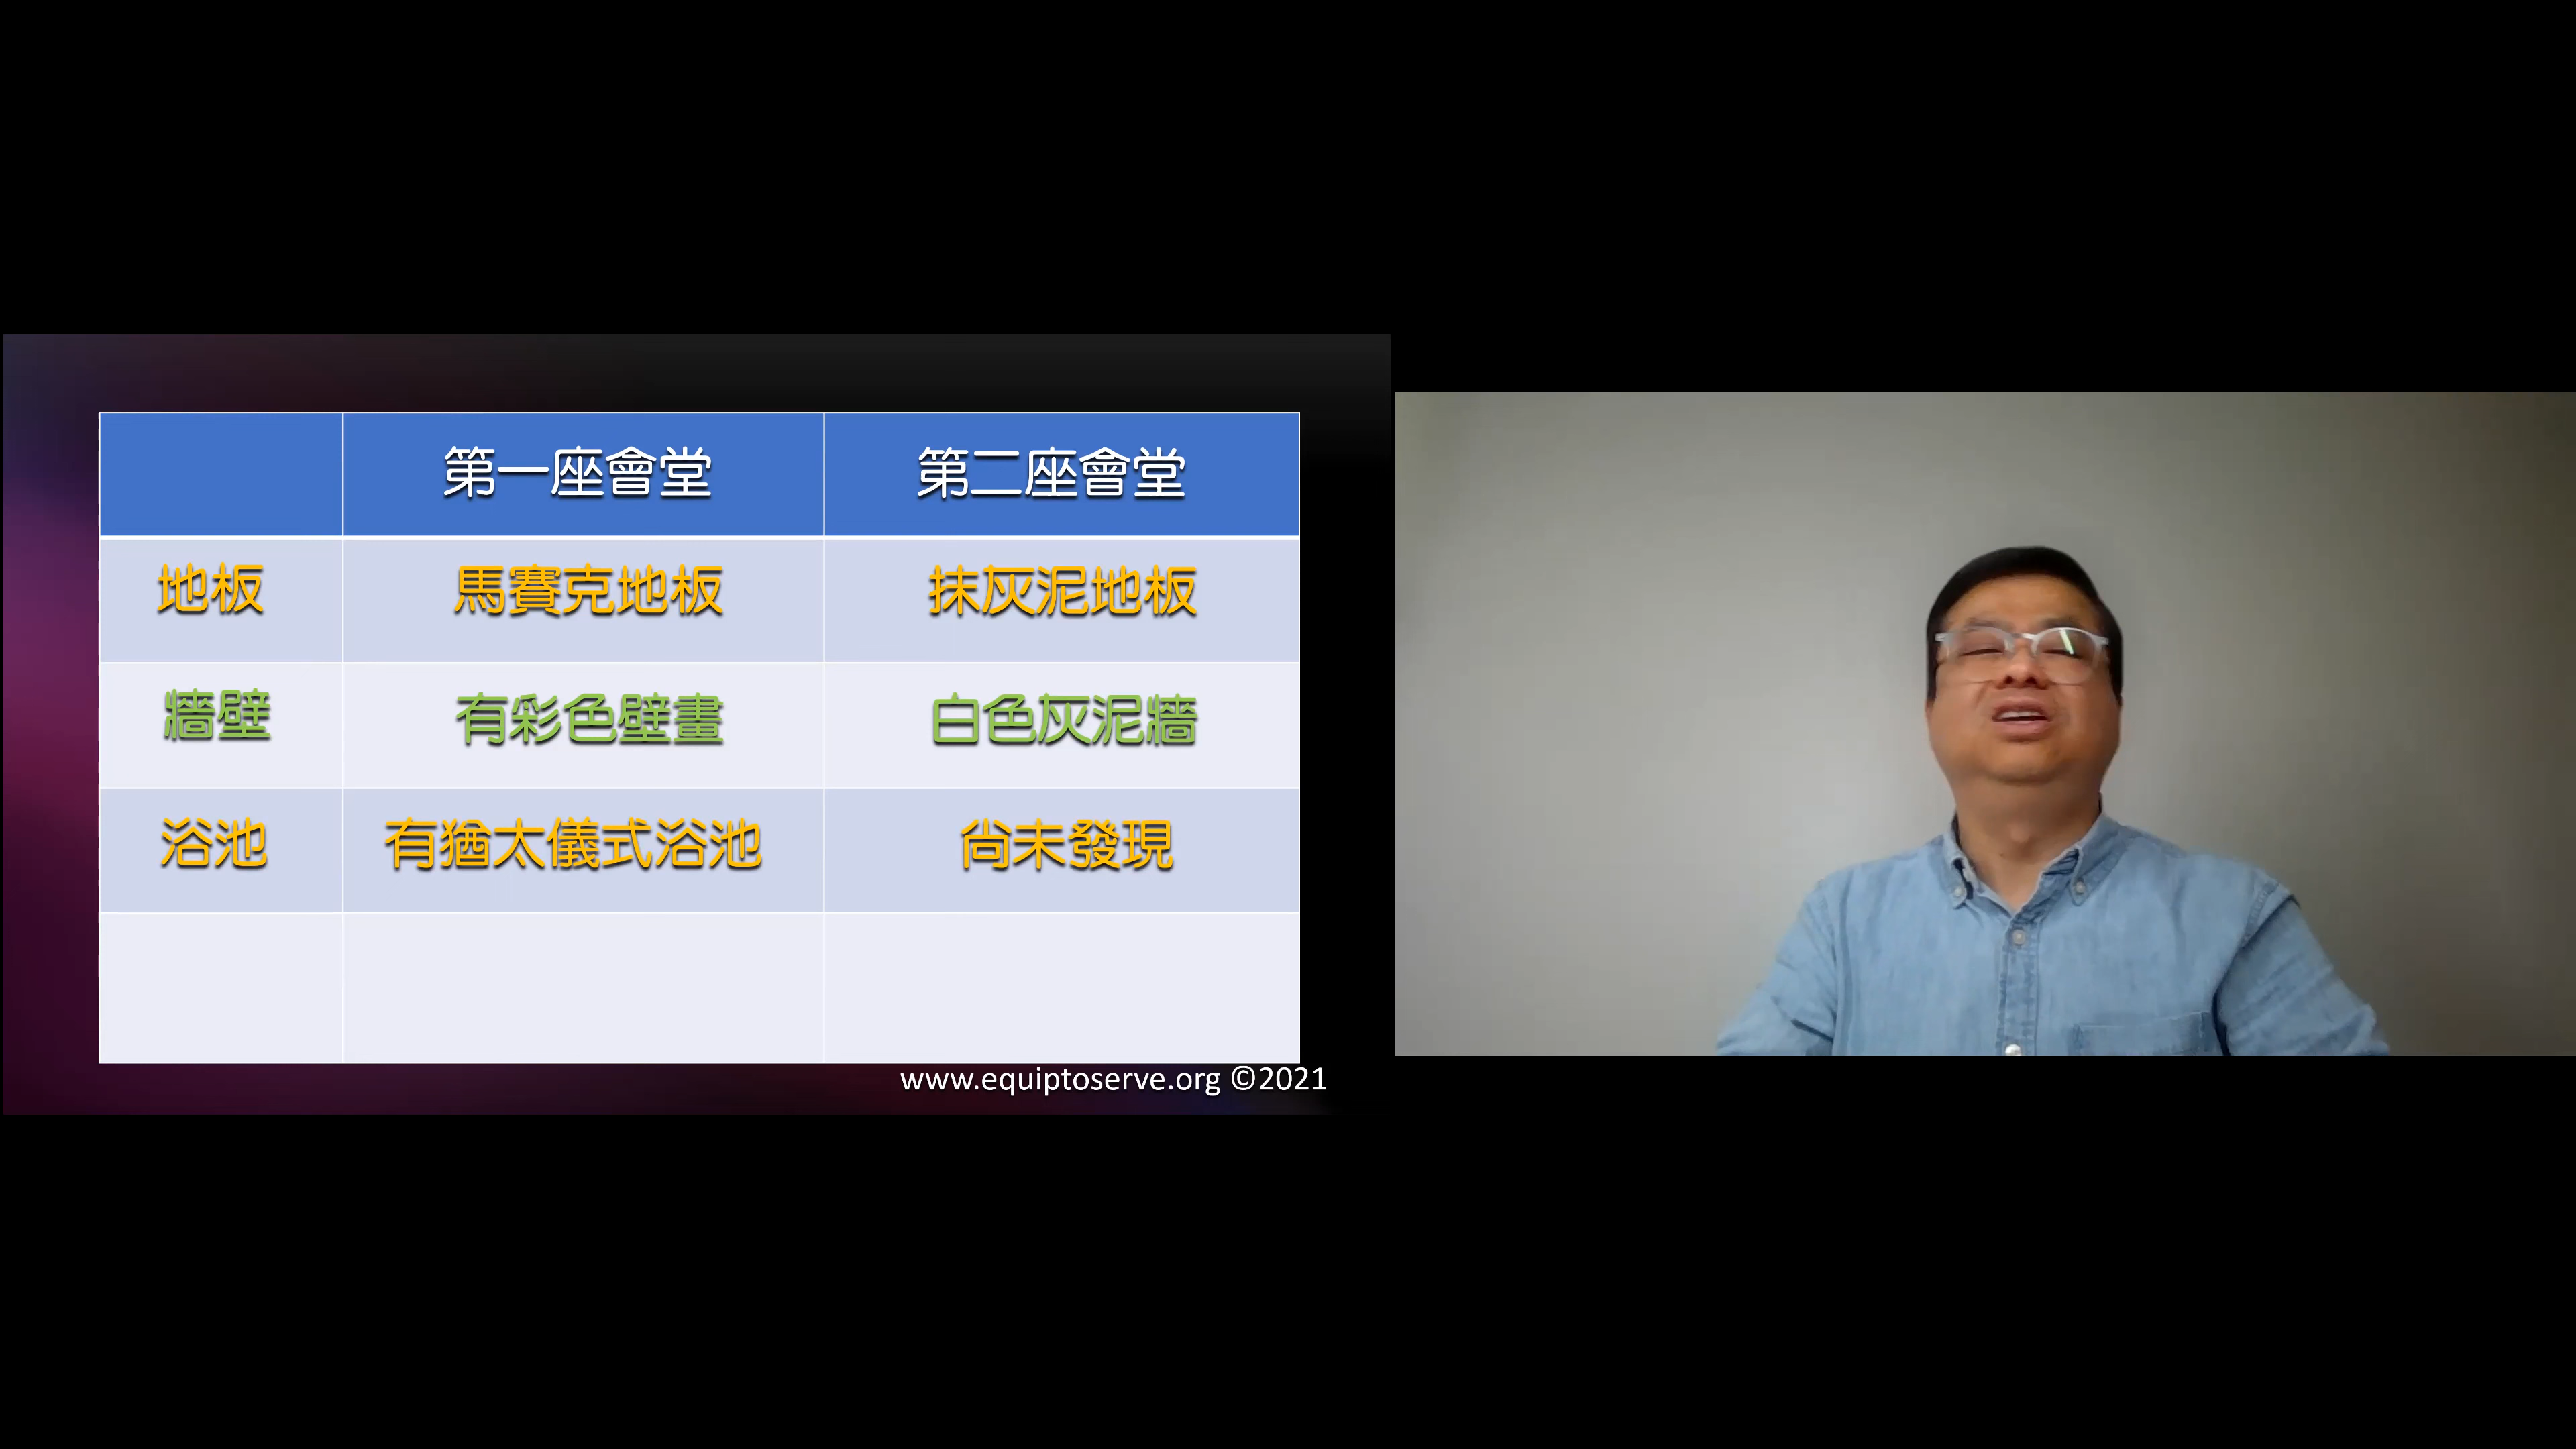 第一座會堂 第二座會堂
地板 馬賽克地板 抹灰泥地板
牆壁 有彩色壁畫 白色灰泥牆
浴池 有猶太儀式浴池 尚未發現
www.equiptoserve.org ©2021